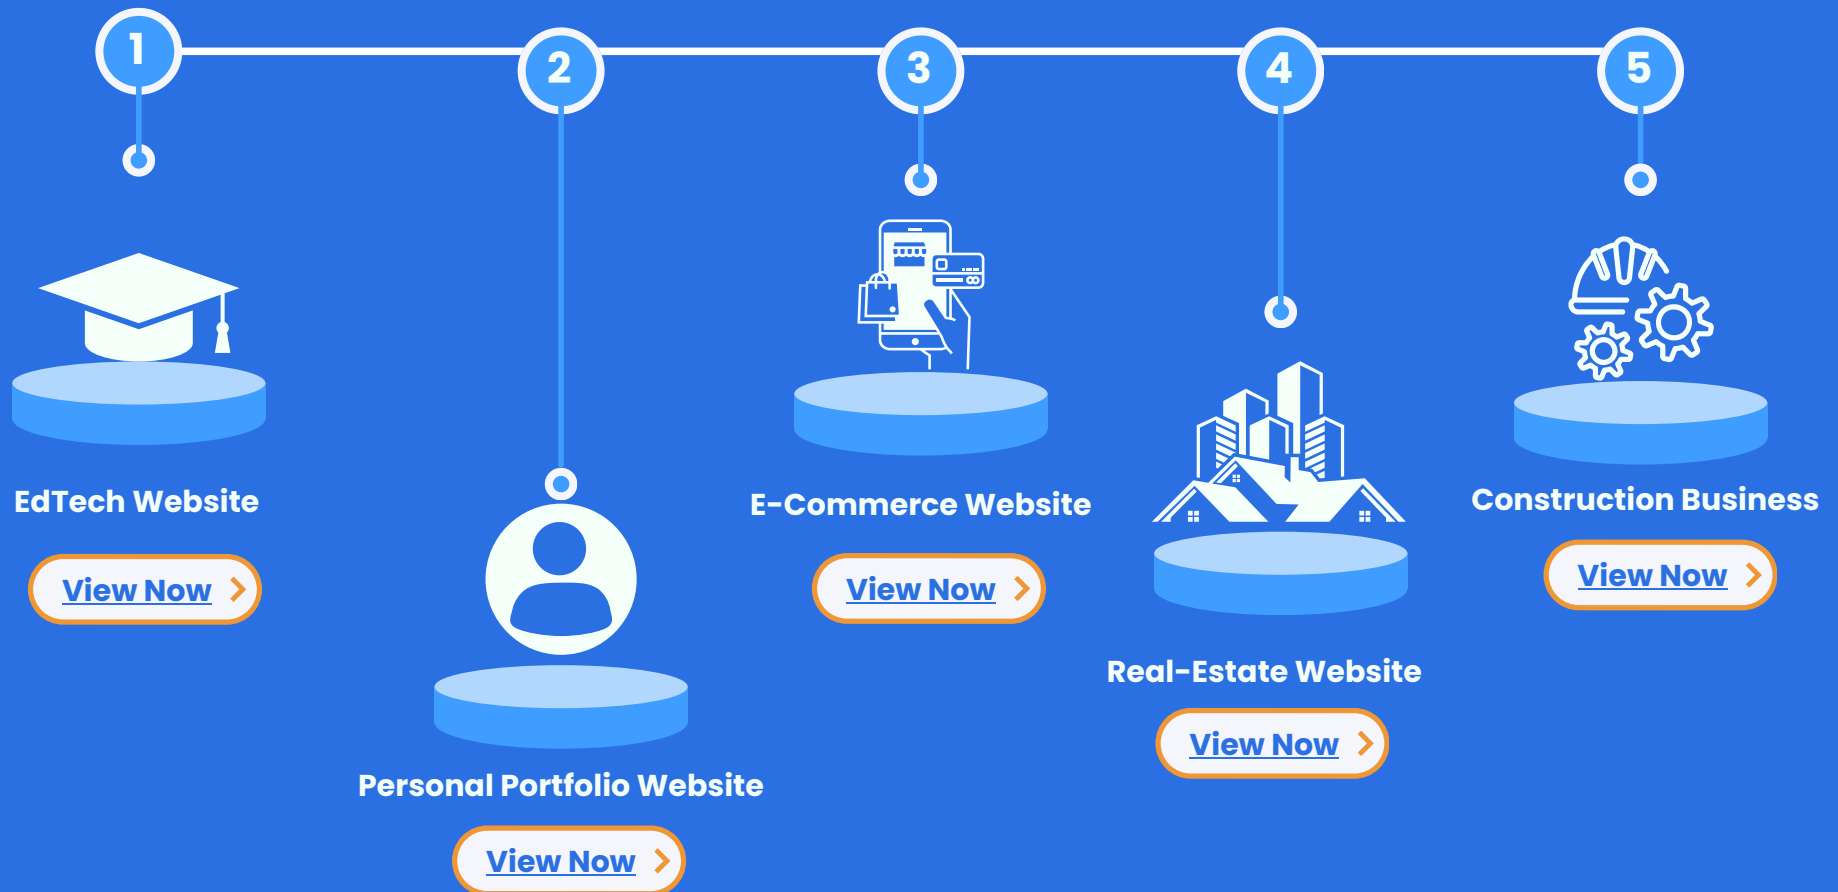 1
2
3
4
5
EdTech Website
View Now
Personal Portfolio Website
View Now
E-Commerce Website
View Now
Real-Estate Website
View Now
Construction Business
View Now